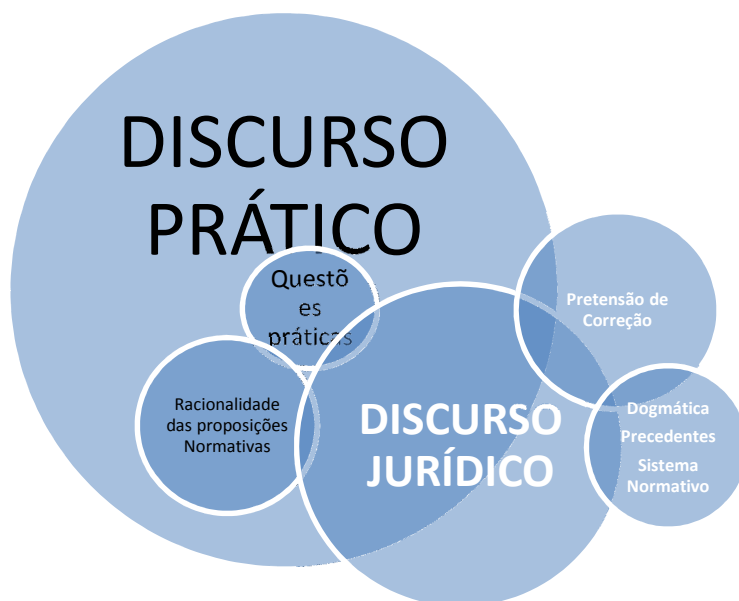 DISCURSO
PRÁTICO
Questõ
es
práticas
Pretensão de
Correção
Racionalidade
das proposições
Normativas
DISCURSO
JURÍDICO
Dogmática
Precedentes
Sistema
Normativo